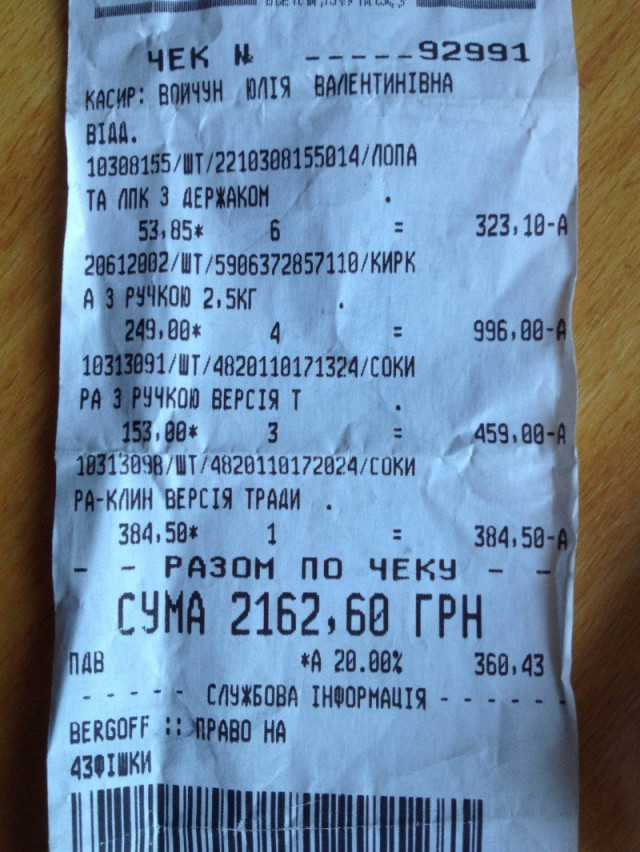 ЧЕК № -----92991
КАСИР: ВОЙЧУН ЮЛІЯ ВАЛЕНТИНІВНА
ВІДД.
10308155/ШТ/2210308155014/ЛОПА
ТА ЛПК З ДЕРЖАКОМ .
53,85* 6 = 323,10-А
20612002/ШТ/5906372857110/КИРК
А З РУЧКОЮ 2,5КГ .
249,00* 4 = 996,00-А
10313091/ШТ/4820110171324/СОКИ
РА З РУЧКОЮ ВЕРСІЯ Т .
153,00* 3 = 459,00-А
10313098/ШТ/4820110172024/СОКИ
РА-КЛИН ВЕРСІЯ ТРАДИ .
384,50* 1 = 384,50-А
- - РАЗОМ ПО ЧЕКУ - -
СУМА 2162,60 ГРН
ПДВ *А 20.00% 360,43
- - - - - СЛУЖБОВА ІНФОРМАЦІЯ - - - - - -
BERGOFF :: ПРАВО НА
43ФІШКИ